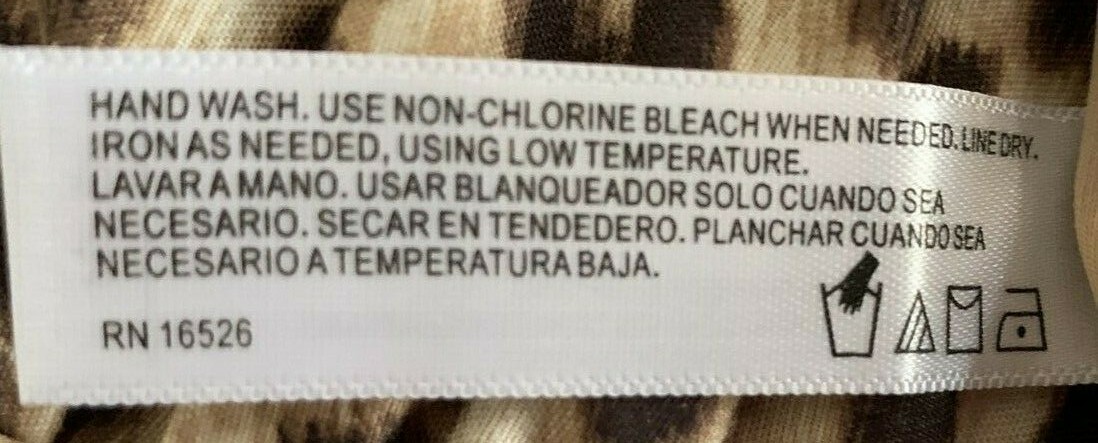 HAND WASH. USE NON-CHLORINE BLEACH WHEN NEEDED. LINE DRY.
IRON AS NEEDED, USING LOW TEMPERATURE.
LAVAR A MANO. USAR BLANQUEADOR SOLO CUANDO SEA
NECESARIO. SECAR EN TENDEDERO. PLANCHAR CUANDO SEA
NECESARIO A TEMPERATURA BAJA.
RN 16526